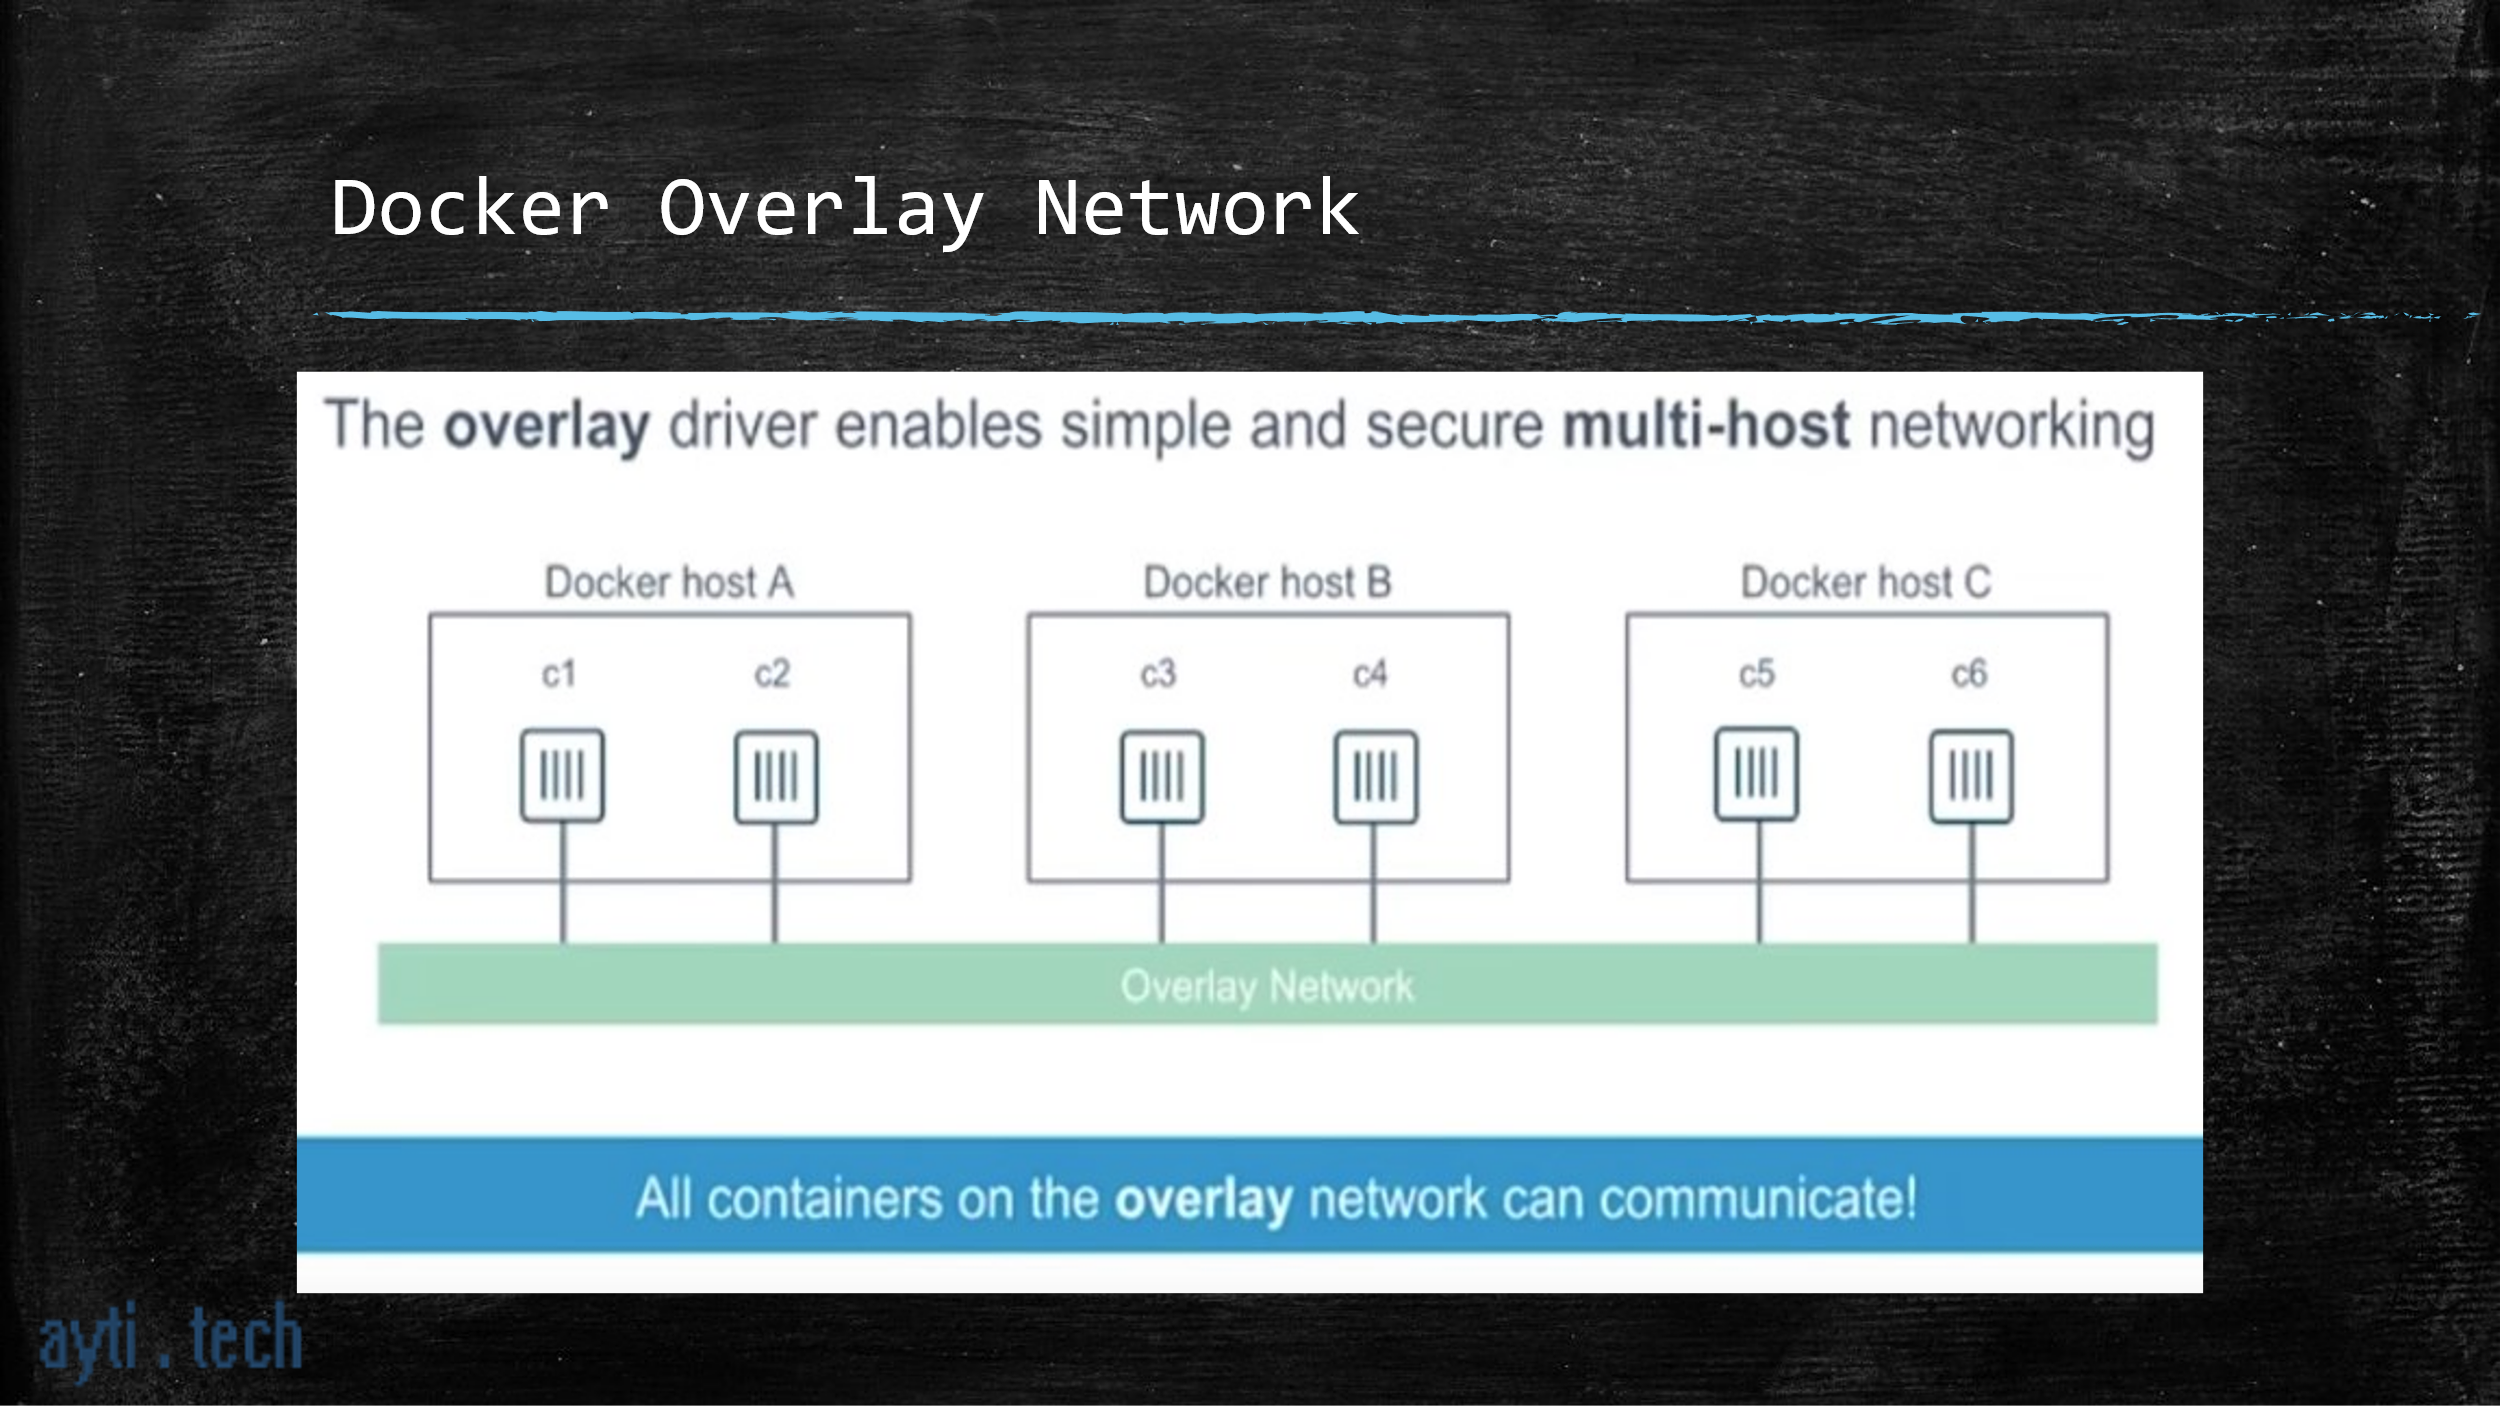 Docker Overlay Network
The overlay driver enables simple and secure multi-host networking
Docker host A Docker host B Docker host C
c1 c2 c3 c4 c5 c6
Overlay Network
All containers on the overlay network can communicate!
ayti . tech